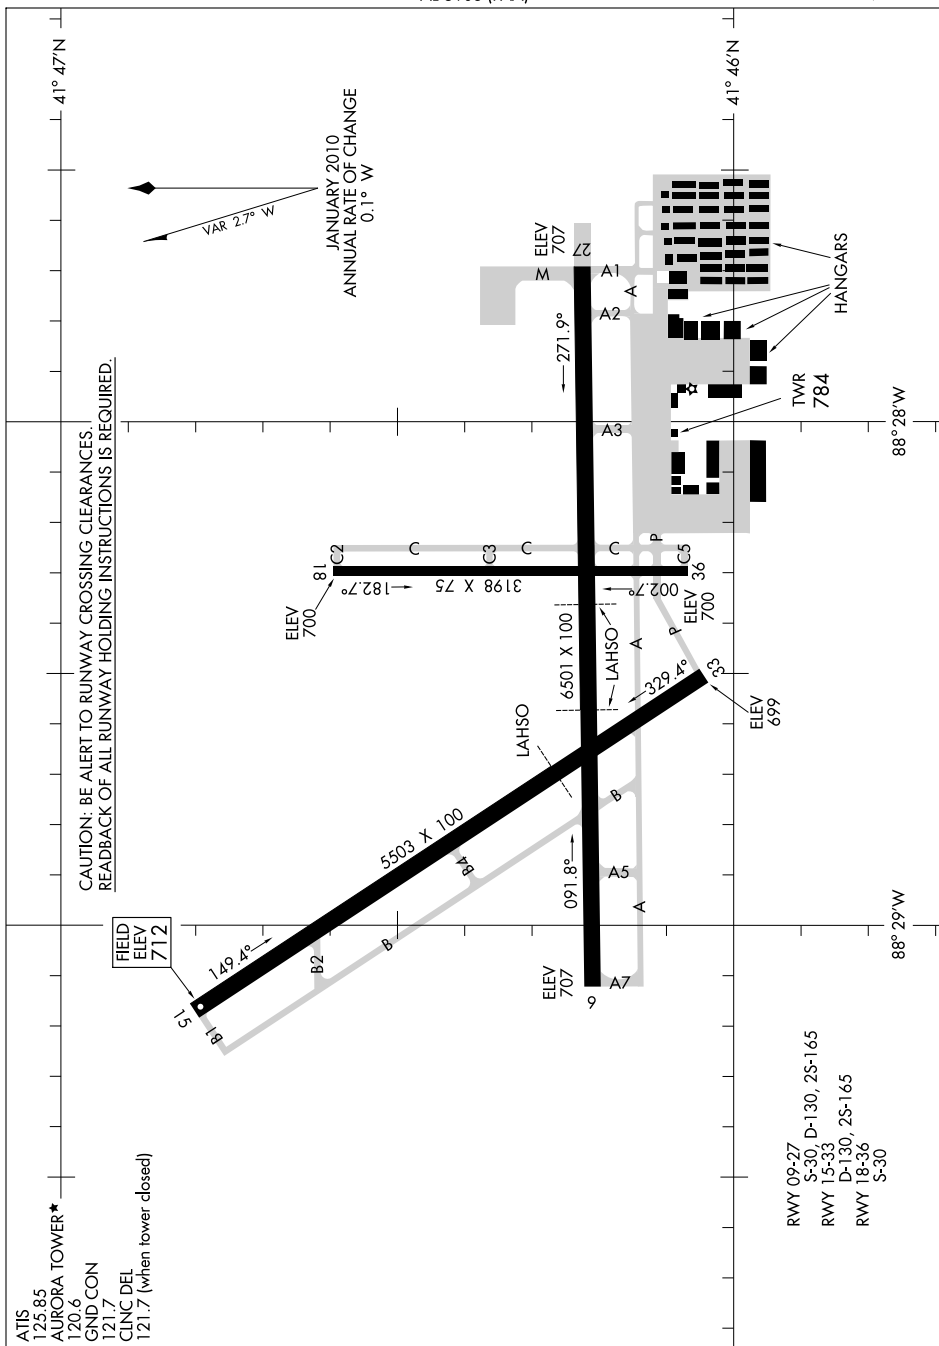 ATIS
125.85
AURORA TOWER★
120.6
GND CON
121.7
CLNC DEL
121.7 (when tower closed)
CAUTION: BE ALERT TO RUNWAY CROSSING CLEARANCES.
READBACK OF ALL RUNWAY HOLDING INSTRUCTIONS IS REQUIRED.
41° 47'N
41° 46'N
88° 28'W
88° 29'W
VAR 2.7° W
JANUARY 2010
ANNUAL RATE OF CHANGE
0.1° W
FIELD
ELEV
712
15
149.4°
5503 X 100
329.4°
33
ELEV
699
B1
B2
B
B4
B
LAHSO
LAHSO
18
ELEV
700
182.7°
3198 X 75
002.7°
36
ELEV
700
C2
C
C3
C
C
C5
P
P
9
ELEV
707
091.8°
6501 X 100
271.9°
27
ELEV
707
M
A1
A
A2
A3
A
A5
A
A7
TWR
784
HANGARS
RWY 09-27
S-30, D-130, 2S-165
RWY 15-33
D-130, 2S-165
RWY 18-36
S-30